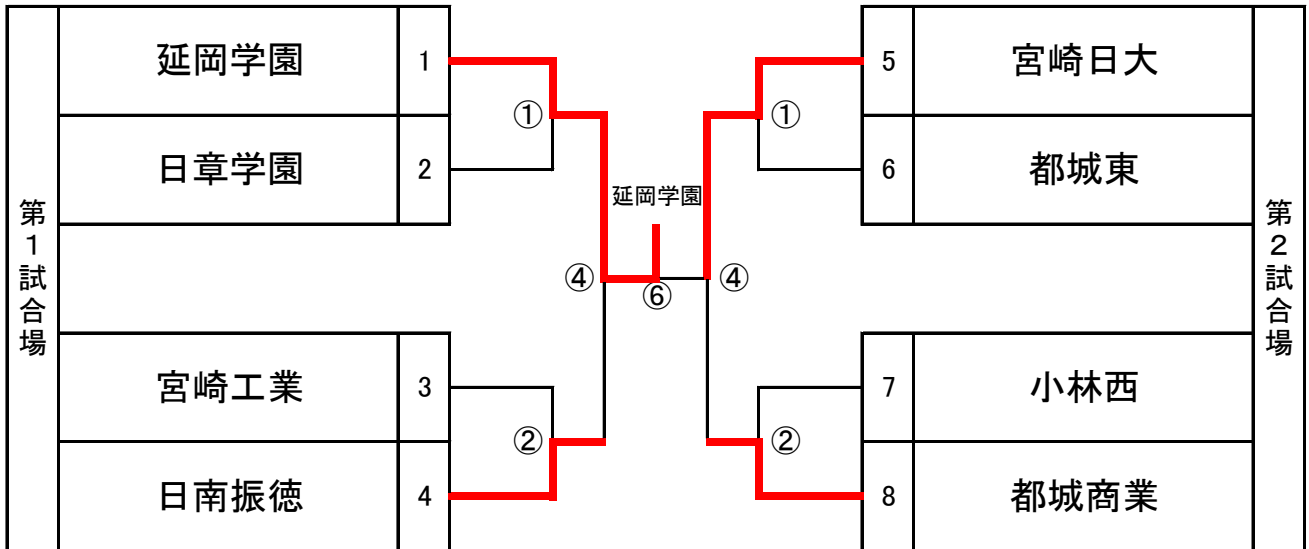 第1試合場
延岡学園 1
日章学園 2
宮崎工業 3
日南振徳 4
①
②
④
延岡学園
⑥
④
①
②
5 宮崎日大
6 都城東
7 小林西
8 都城商業
第2試合場